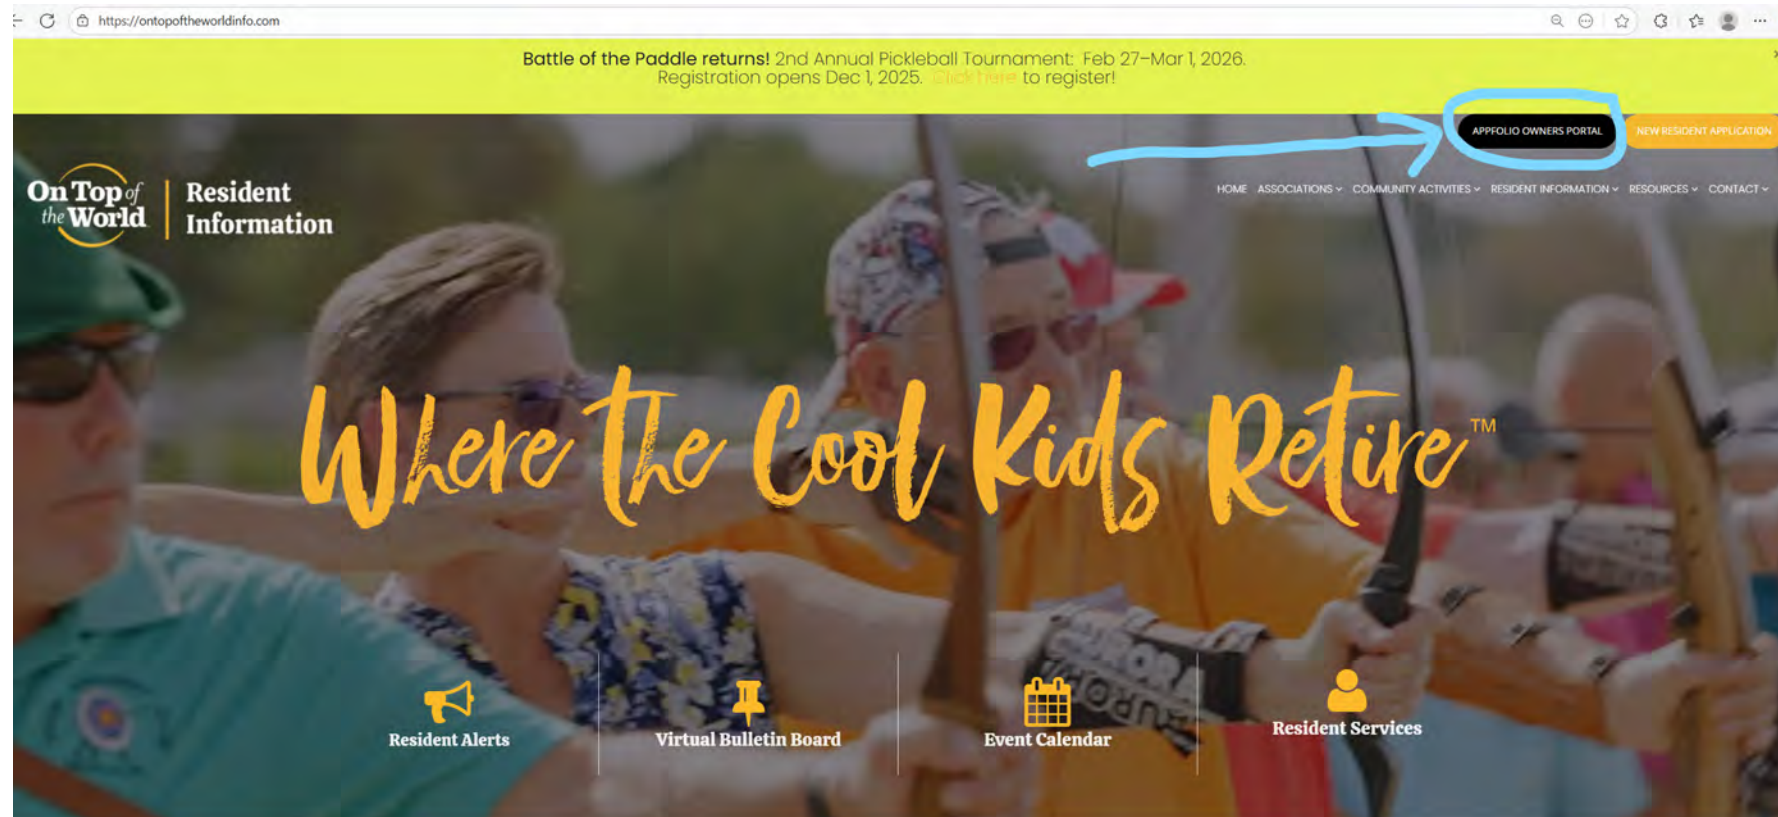 https://ontopoftheworldinfo.com
Battle of the Paddle returns! 2nd Annual Pickleball Tournament: Feb 27–Mar 1, 2026.
Registration opens Dec 1, 2025. Click here to register!
APPFOLIO OWNERS PORTAL
NEW RESIDENT APPLICATION
On Top of
the World
Resident
Information
HOME ASSOCIATIONS COMMUNITY ACTIVITIES RESIDENT INFORMATION RESOURCES CONTACT
Where the Cool Kids Retire™
Resident Alerts
Virtual Bulletin Board
Event Calendar
Resident Services